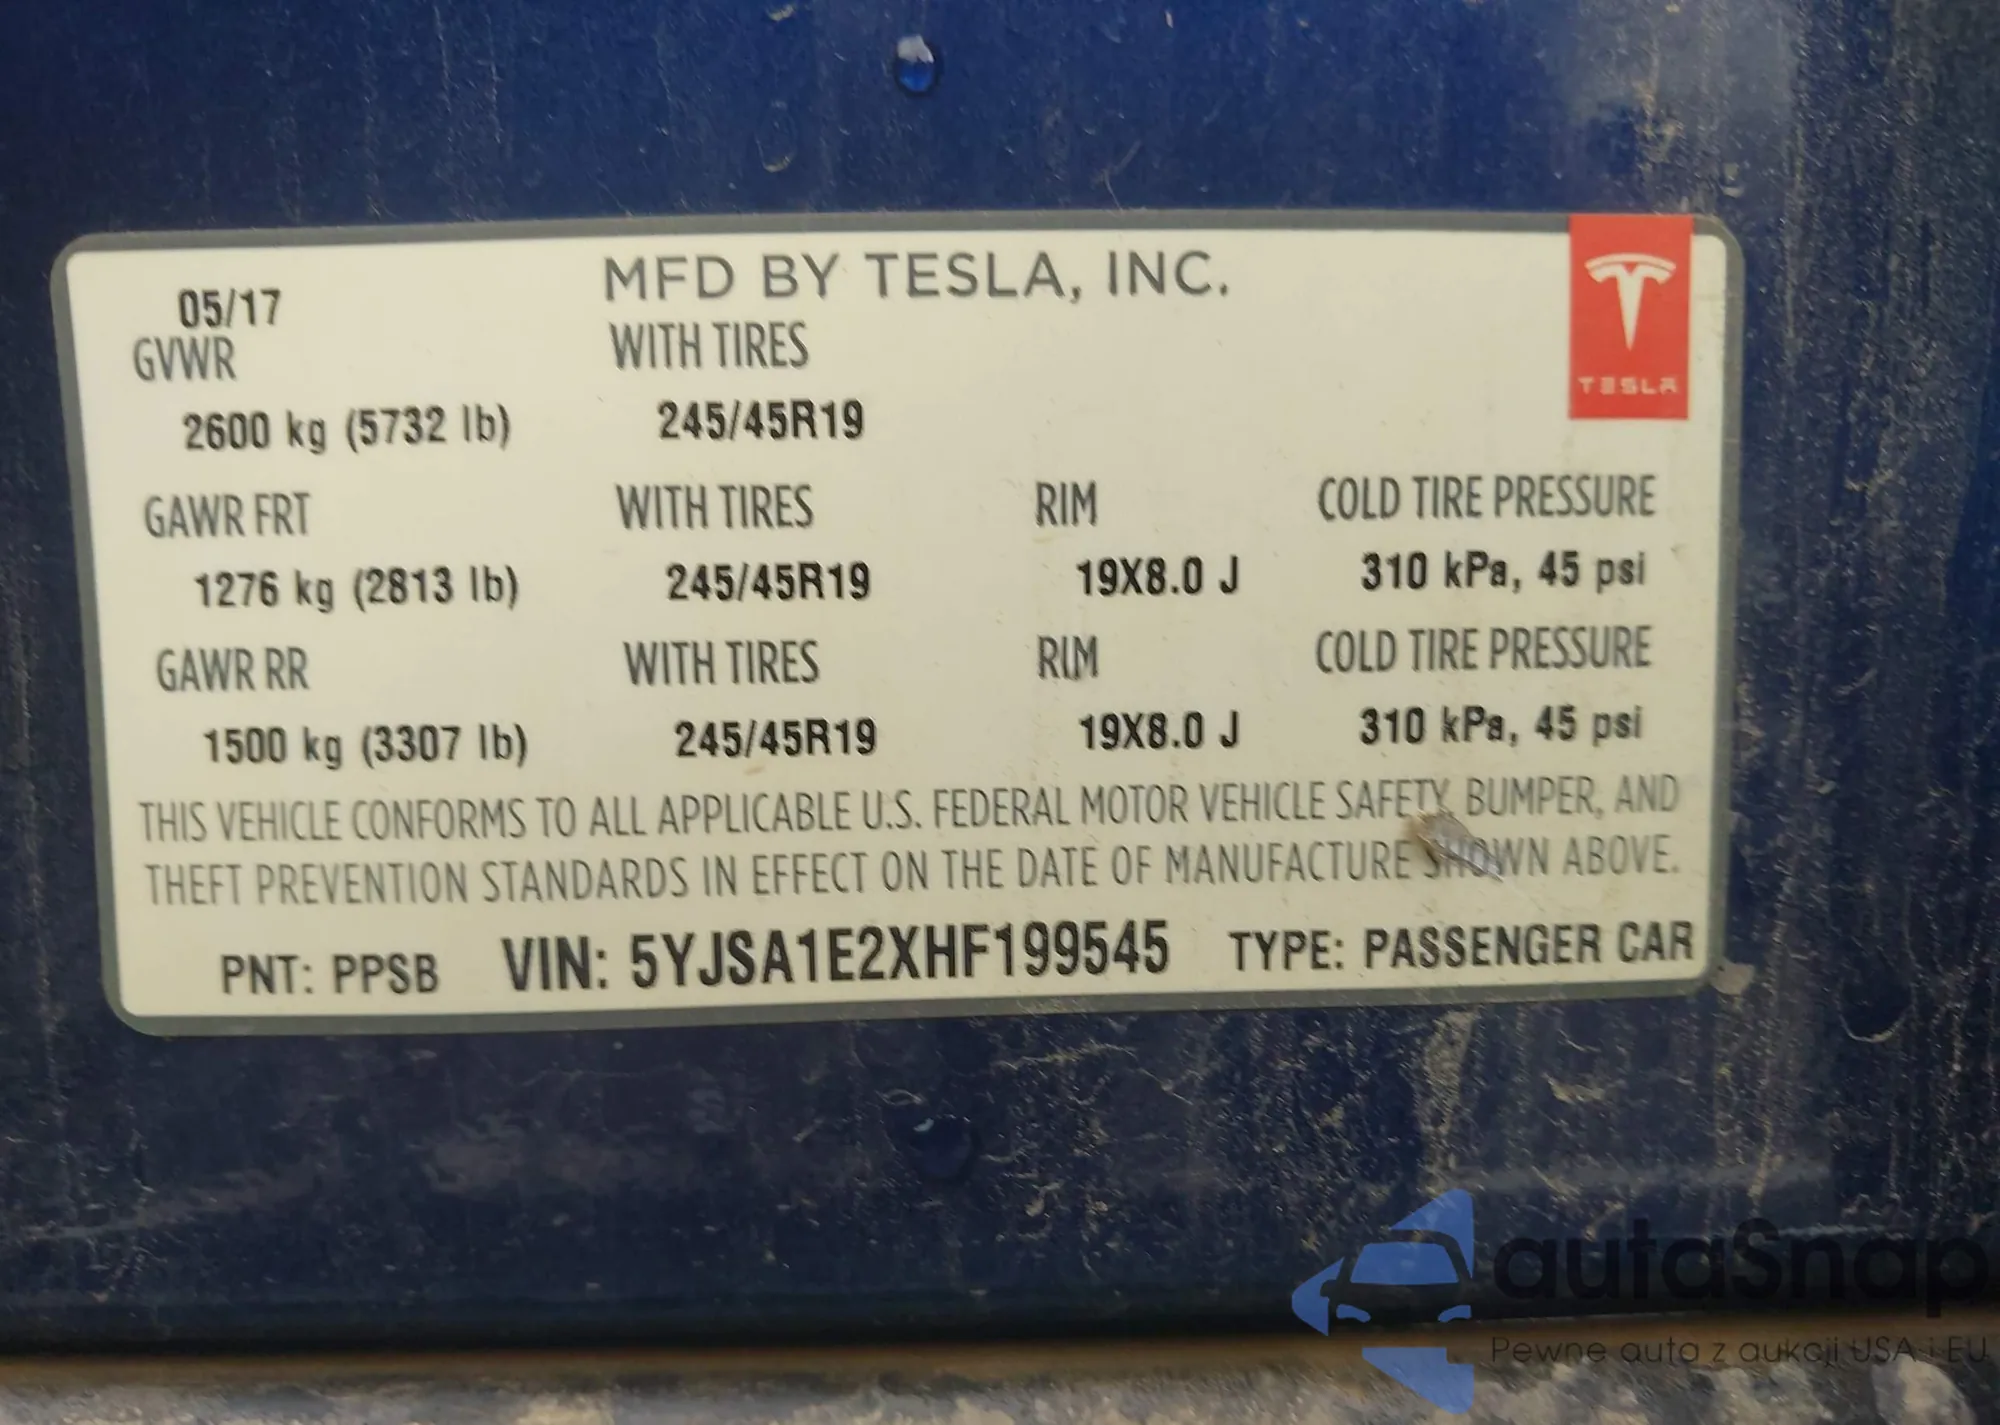 MFD BY TESLA, INC.
05/17
GVWR WITH TIRES
2600 kg (5732 lb) 245/45R19
TESLA
GAWR FRT WITH TIRES RIM COLD TIRE PRESSURE
1276 kg (2813 lb) 245/45R19 19X8.0 J 310 kPa, 45 psi
GAWR RR WITH TIRES RIM COLD TIRE PRESSURE
1500 kg (3307 lb) 245/45R19 19X8.0 J 310 kPa, 45 psi
THIS VEHICLE CONFORMS TO ALL APPLICABLE U.S. FEDERAL MOTOR VEHICLE SAFETY, BUMPER, AND
THEFT PREVENTION STANDARDS IN EFFECT ON THE DATE OF MANUFACTURE SHOWN ABOVE.
PNT: PPSB VIN: 5YJSA1E2XHF199545 TYPE: PASSENGER CAR
autaSnap
Pewne auta z aukcji USA i EU